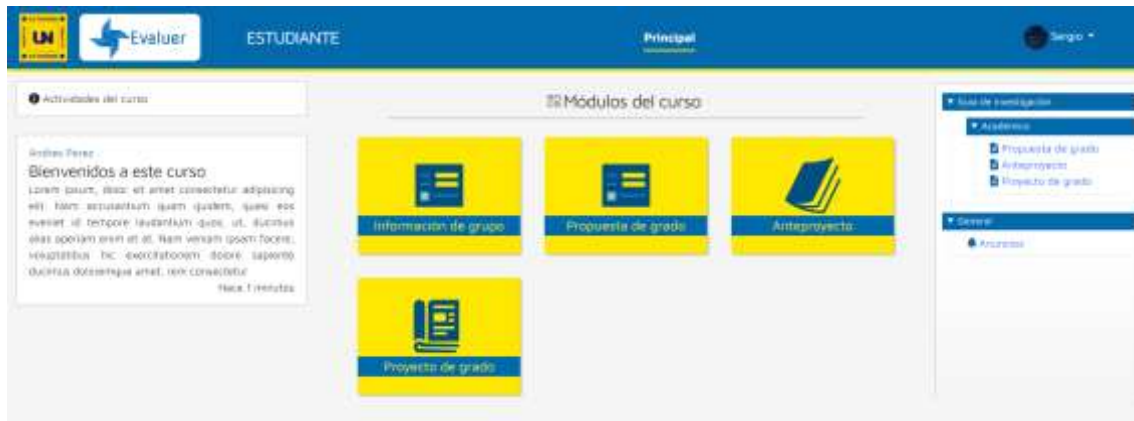 UN
Evaluer
ESTUDIANTE
Principal
Sergio
Actividades del curso
Andres Perez
Bienvenidos a este curso
Lorem ipsum, dolor sit amet consectetur adipisicing
elit. Nam accusantium quam quidem, quasi eos
eveniet id tempore laudantium quos, ut, ducimus
alias aperiam enim et at. Nam veniam ipsam facere,
voluptatibus hic exercitationem dolore sapiente
ducimus doloremque amet, rem consectetur
Hace 1 minutos
Módulos del curso
Información de grupo
Propuesta de grado
Anteproyecto
Proyecto de grado
Guía de investigación
Académico
Propuesta de grado
Anteproyecto
Proyecto de grado
General
Anuncios